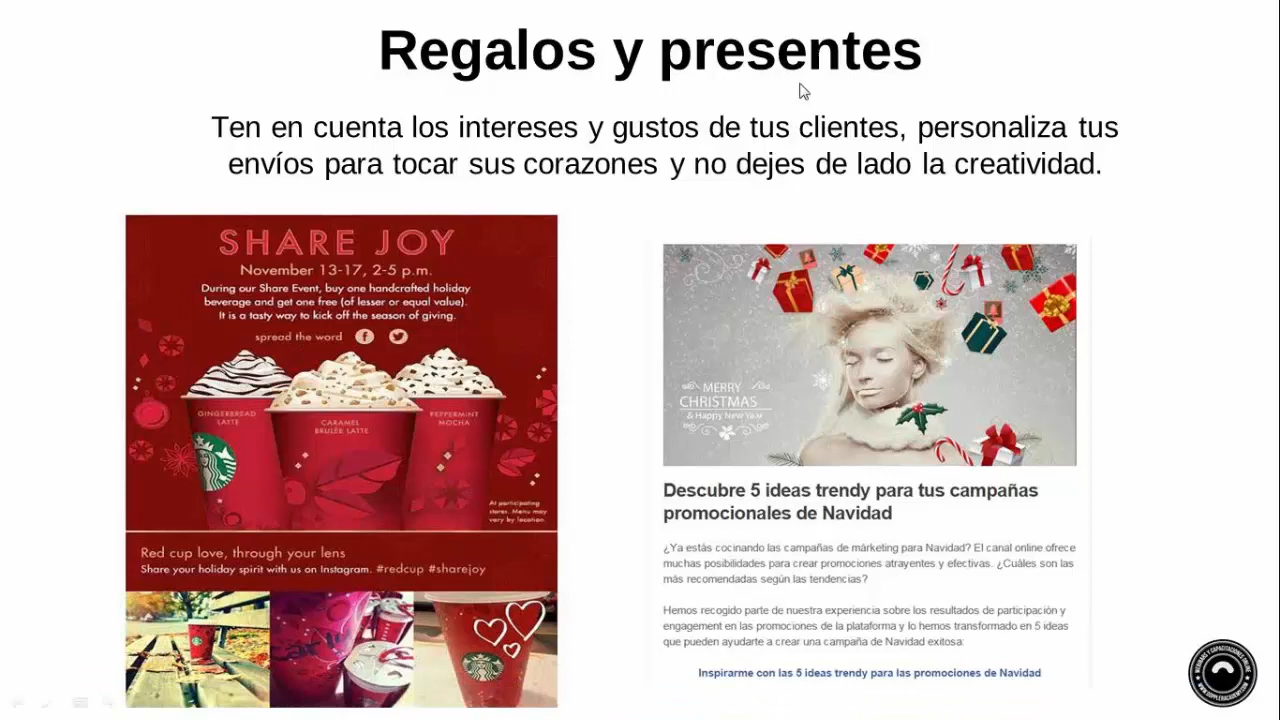 Regalos y presentes
Ten en cuenta los intereses y gustos de tus clientes, personaliza tus
envíos para tocar sus corazones y no dejes de lado la creatividad.
SHARE JOY
November 13-17, 2-5 p.m.
During our Share Event, buy one handcrafted holiday
beverage and get one free (of lesser or equal value).
It is a tasty way to kick off the season of giving.
spread the word
GINGERBREAD
LATTE
CARAMEL
BRULÉE LATTE
PEPPERMINT
MOCHA
At participating
stores. Menu may
vary by location.
Red cup love, through your lens
Share your holiday spirit with us on Instagram. #redcup #sharejoy
MERRY
CHRISTMAS
& Happy New Year
Descubre 5 ideas trendy para tus campañas
promocionales de Navidad
¿Ya estás cocinando las campañas de márketing para Navidad? El canal online ofrece
muchas posibilidades para crear promociones atrayentes y efectivas. ¿Cuáles son las
más recomendadas según las tendencias?
Hemos recogido parte de nuestra experiencia sobre los resultados de participación y
engagement en las promociones de la plataforma y lo hemos transformado en 5 ideas
que pueden ayudarte a crear una campaña de Navidad exitosa:
Inspirarme con las 5 ideas trendy para las promociones de Navidad
WEBINARS Y CAPACITACIONES ONLINE